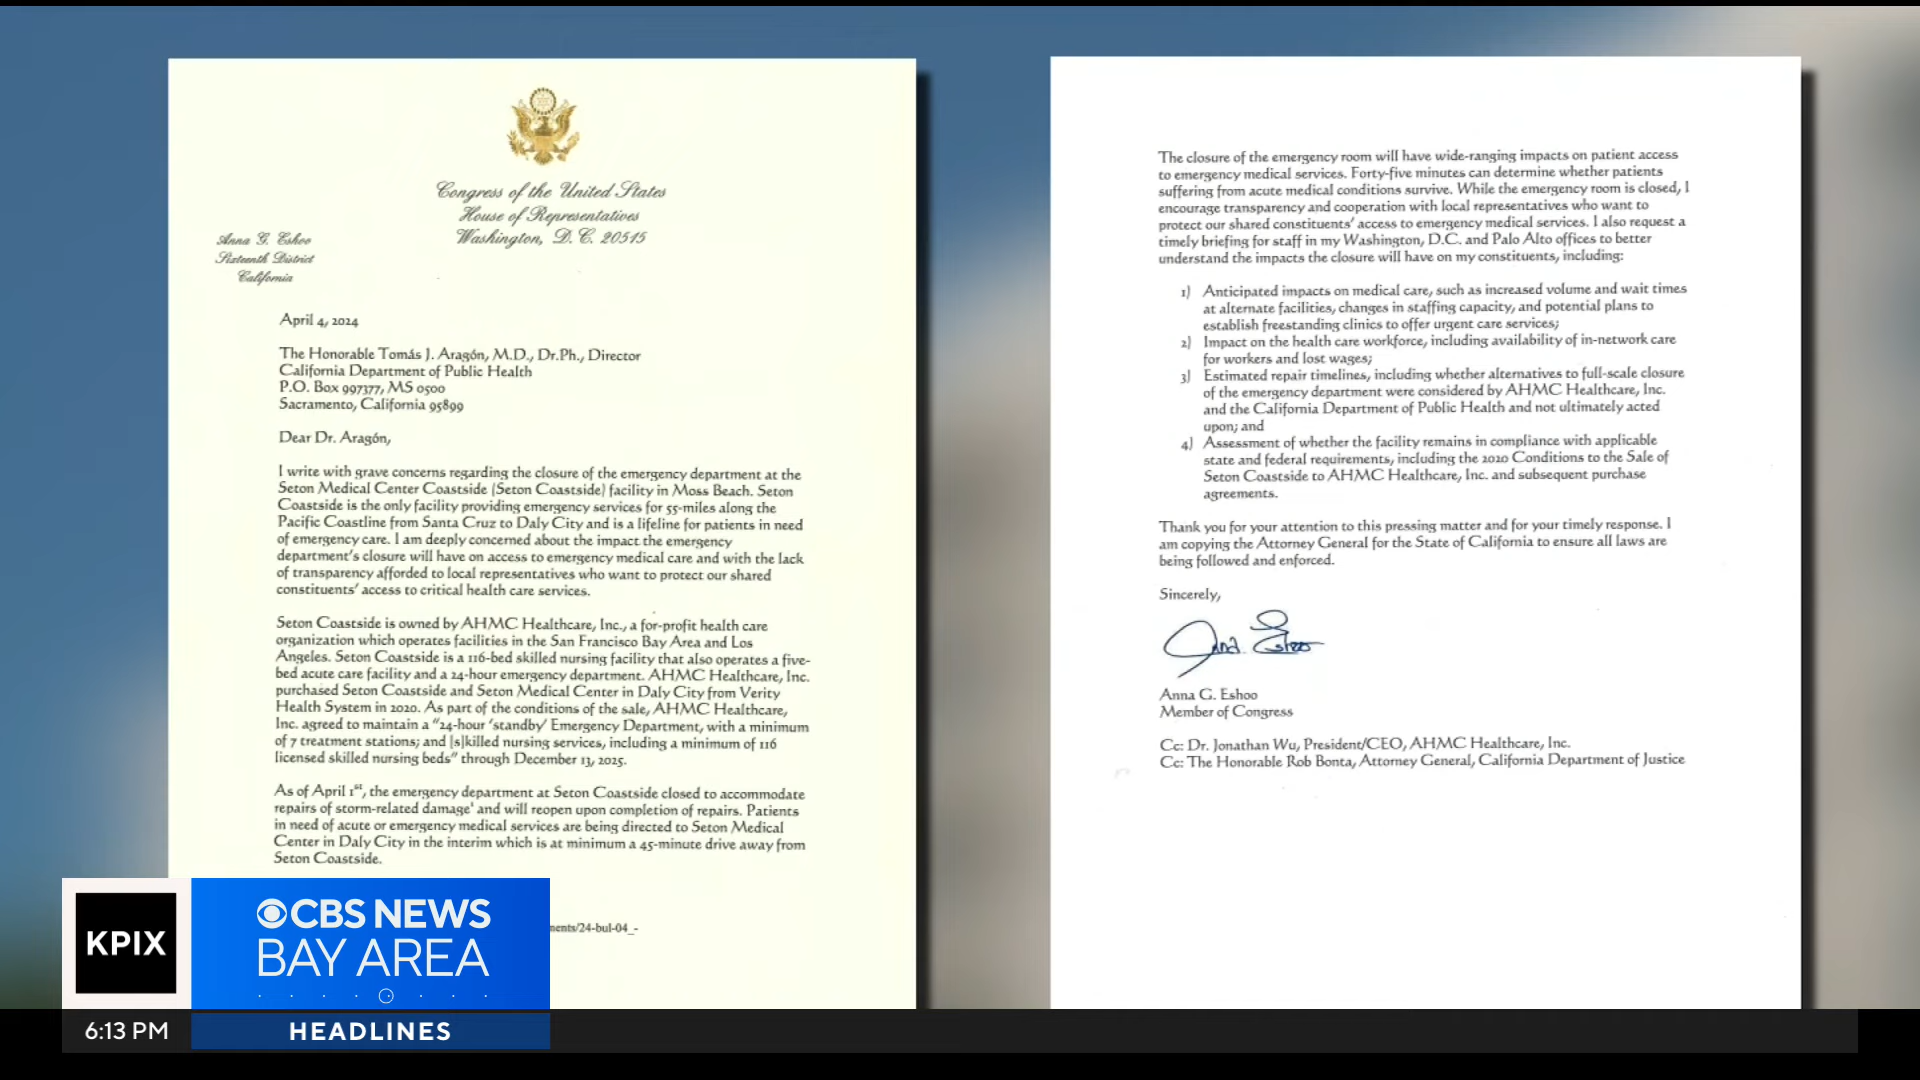 Congress of the United States
House of Representatives
Washington, D.C. 20515
Anna G. Eshoo
Sixteenth District
California
April 4, 2024
The Honorable Tomás J. Aragón, M.D., Dr.Ph., Director
California Department of Public Health
P.O. Box 997377, MS 0500
Sacramento, California 95899
Dear Dr. Aragón,
I write with grave concerns regarding the closure of the emergency department at the
Seton Medical Center Coastside (Seton Coastside) facility in Moss Beach. Seton
Coastside is the only facility providing emergency services for 55-miles along the
Pacific Coastline from Santa Cruz to Daly City and is a lifeline for patients in need
of emergency care. I am deeply concerned about the impact the emergency
department's closure will have on access to emergency medical care and with the lack
of transparency afforded to local representatives who want to protect our shared
constituents' access to critical health care services.
Seton Coastside is owned by AHMC Healthcare, Inc., a for-profit health care
organization which operates facilities in the San Francisco Bay Area and Los
Angeles. Seton Coastside is a 116-bed skilled nursing facility that also operates a five-
bed acute care facility and a 24-hour emergency department. AHMC Healthcare, Inc.
purchased Seton Coastside and Seton Medical Center in Daly City from Verity
Health System in 2020. As part of the conditions of the sale, AHMC Healthcare,
Inc. agreed to maintain a "24-hour 'standby' Emergency Department, with a minimum
of 7 treatment stations; and [s]killed nursing services, including a minimum of 116
licensed skilled nursing beds" through December 13, 2025.
As of April 1st, the emergency department at Seton Coastside closed to accommodate
repairs of storm-related damage¹ and will reopen upon completion of repairs. Patients
in need of acute or emergency medical services are being directed to Seton Medical
Center in Daly City in the interim which is at minimum a 45-minute drive away from
Seton Coastside.
ments/24-bul-04_-
The closure of the emergency room will have wide-ranging impacts on patient access
to emergency medical services. Forty-five minutes can determine whether patients
suffering from acute medical conditions survive. While the emergency room is closed, I
encourage transparency and cooperation with local representatives who want to
protect our shared constituents' access to emergency medical services. I also request a
timely briefing for staff in my Washington, D.C. and Palo Alto offices to better
understand the impacts the closure will have on my constituents, including:
1) Anticipated impacts on medical care, such as increased volume and wait times
at alternate facilities, changes in staffing capacity, and potential plans to
establish freestanding clinics to offer urgent care services;
2) Impact on the health care workforce, including availability of in-network care
for workers and lost wages;
3) Estimated repair timelines, including whether alternatives to full-scale closure
of the emergency department were considered by AHMC Healthcare, Inc.
and the California Department of Public Health and not ultimately acted
upon; and
4) Assessment of whether the facility remains in compliance with applicable
state and federal requirements, including the 2020 Conditions to the Sale of
Seton Coastside to AHMC Healthcare, Inc. and subsequent purchase
agreements.
Thank you for your attention to this pressing matter and for your timely response. I
am copying the Attorney General for the State of California to ensure all laws are
being followed and enforced.
Sincerely,
Anna Eshoo
Anna G. Eshoo
Member of Congress
Cc: Dr. Jonathan Wu, President/CEO, AHMC Healthcare, Inc.
Cc: The Honorable Rob Bonta, Attorney General, California Department of Justice
KPIX
CBS NEWS
BAY AREA
6:13 PM
HEADLINES